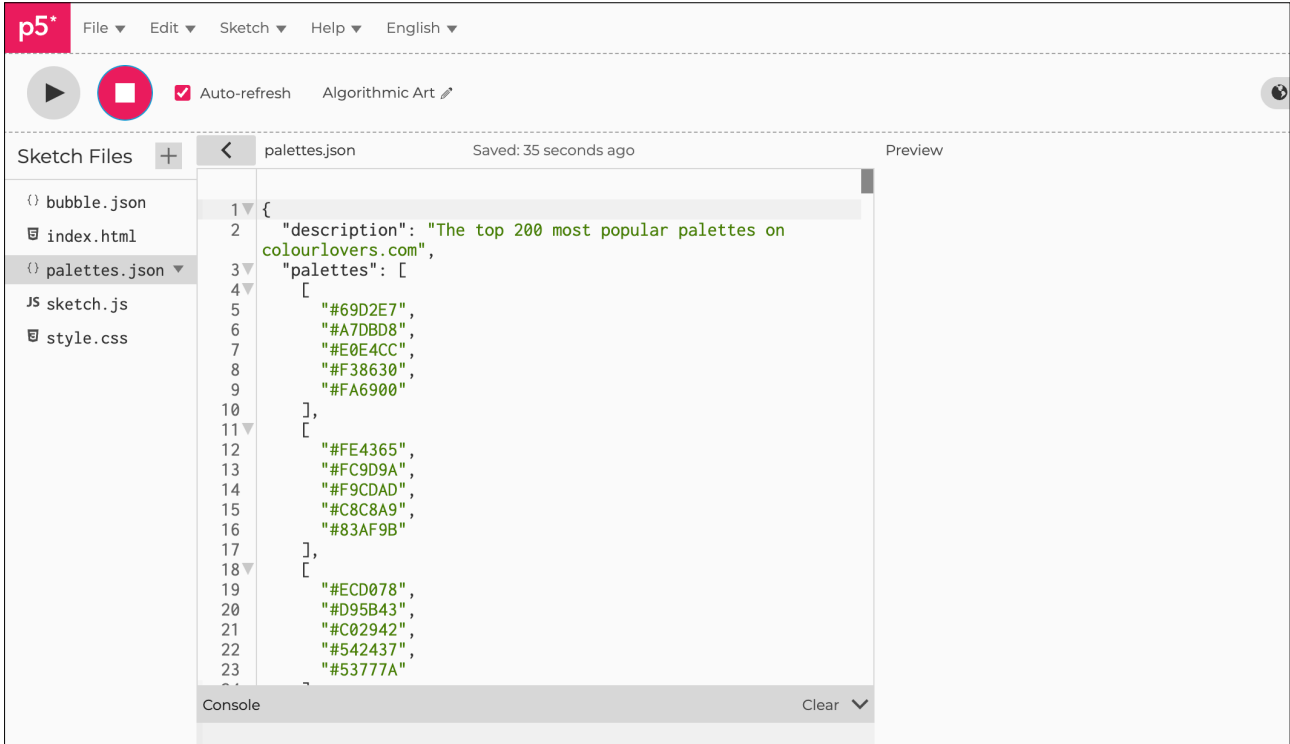 p5*
File Edit Sketch Help English
Auto-refresh Algorithmic Art
Sketch Files
bubble.json
index.html
palettes.json
JS sketch.js
style.css
palettes.json Saved: 35 seconds ago
1 {
2 "description": "The top 200 most popular palettes on
colourlovers.com",
3 "palettes": [
4 [
5 "#69D2E7",
6 "#A7DBD8",
7 "#E0E4CC",
8 "#F38630",
9 "#FA6900"
10 ],
11 [
12 "#FE4365",
13 "#FC9D9A",
14 "#F9CDAD",
15 "#C8C8A9",
16 "#83AF9B"
17 ],
18 [
19 "#ECD078",
20 "#D95B43",
21 "#C02942",
22 "#542437",
23 "#53777A"
Console Clear
Preview